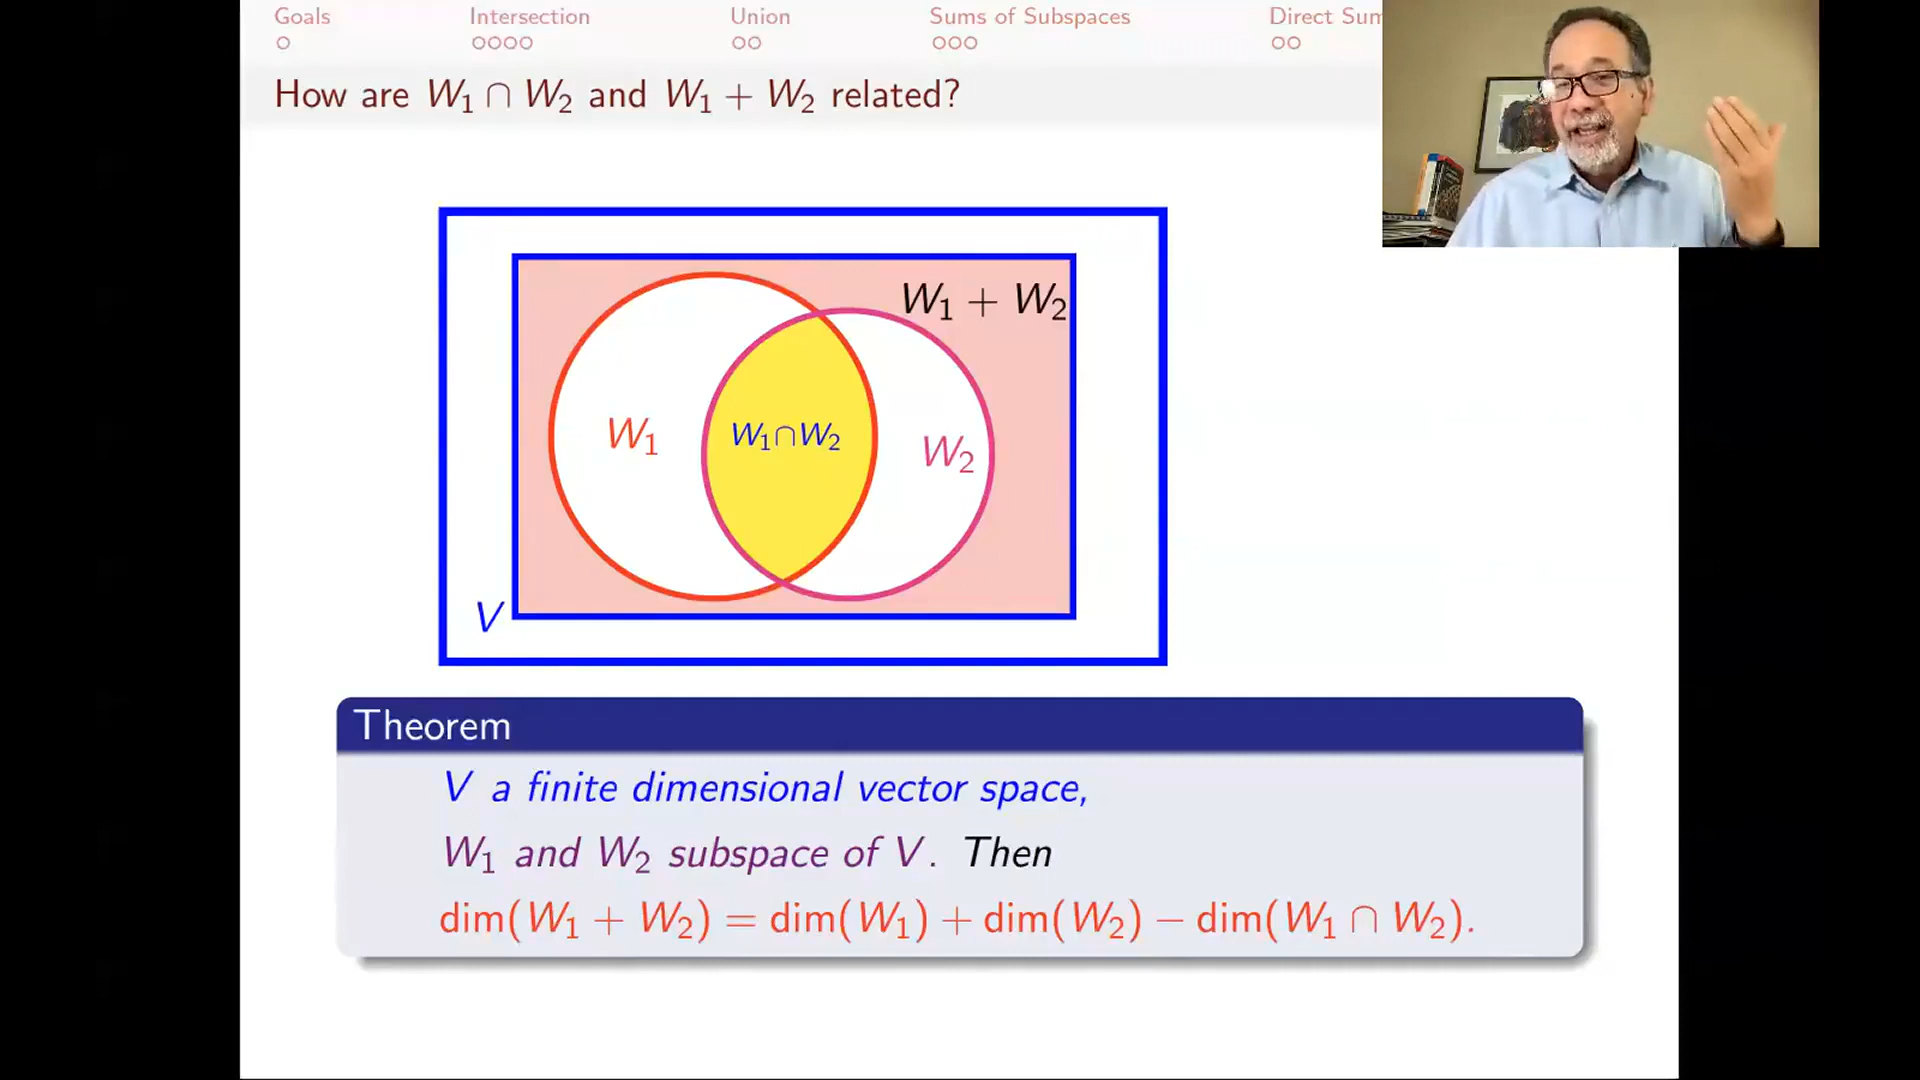 Goals Intersection Union Sums of Subspaces Direct Sum
How are W₁ ∩ W₂ and W₁ + W₂ related?
W₁ + W₂
W₁ W₁∩W₂ W₂
V
Theorem
V a finite dimensional vector space,
W₁ and W₂ subspace of V. Then
dim(W₁ + W₂) = dim(W₁) + dim(W₂) − dim(W₁ ∩ W₂).